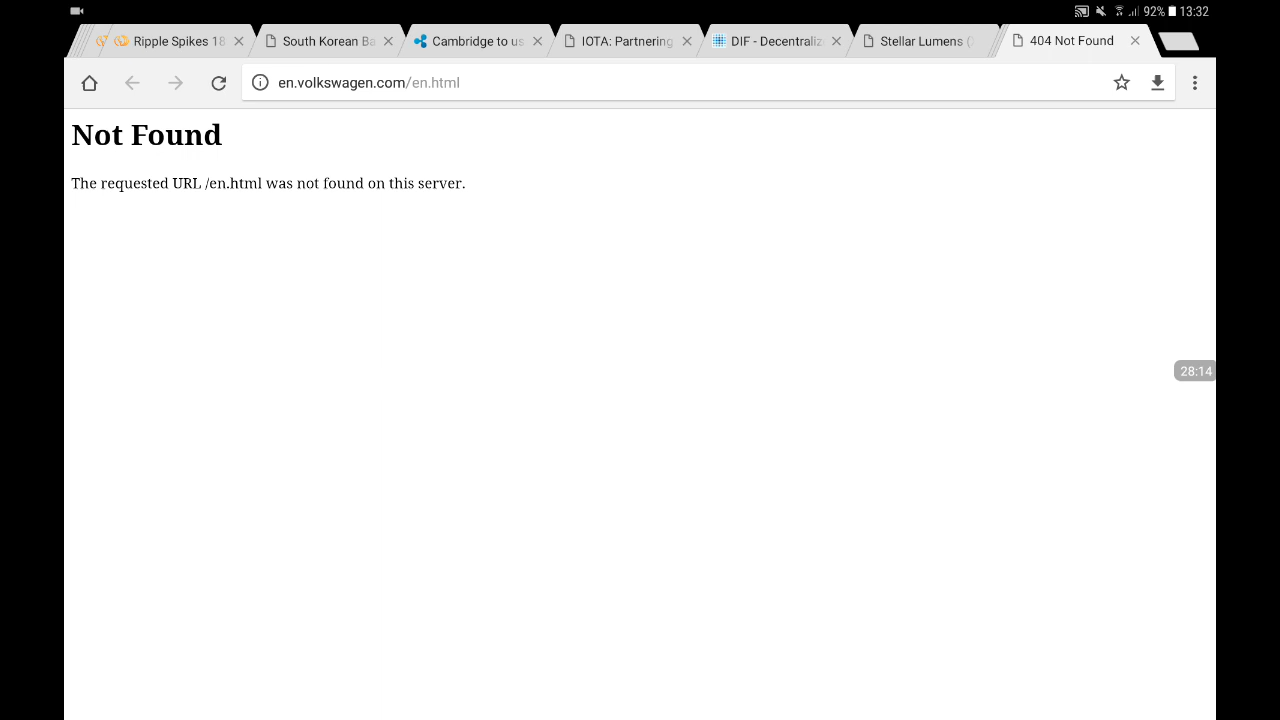 92% 13:32
Ripple Spikes 18
South Korean Ba
Cambridge to us
IOTA: Partnering
DIF - Decentraliz
Stellar Lumens (
404 Not Found
en.volkswagen.com/en.html
Not Found
The requested URL /en.html was not found on this server.
28:14